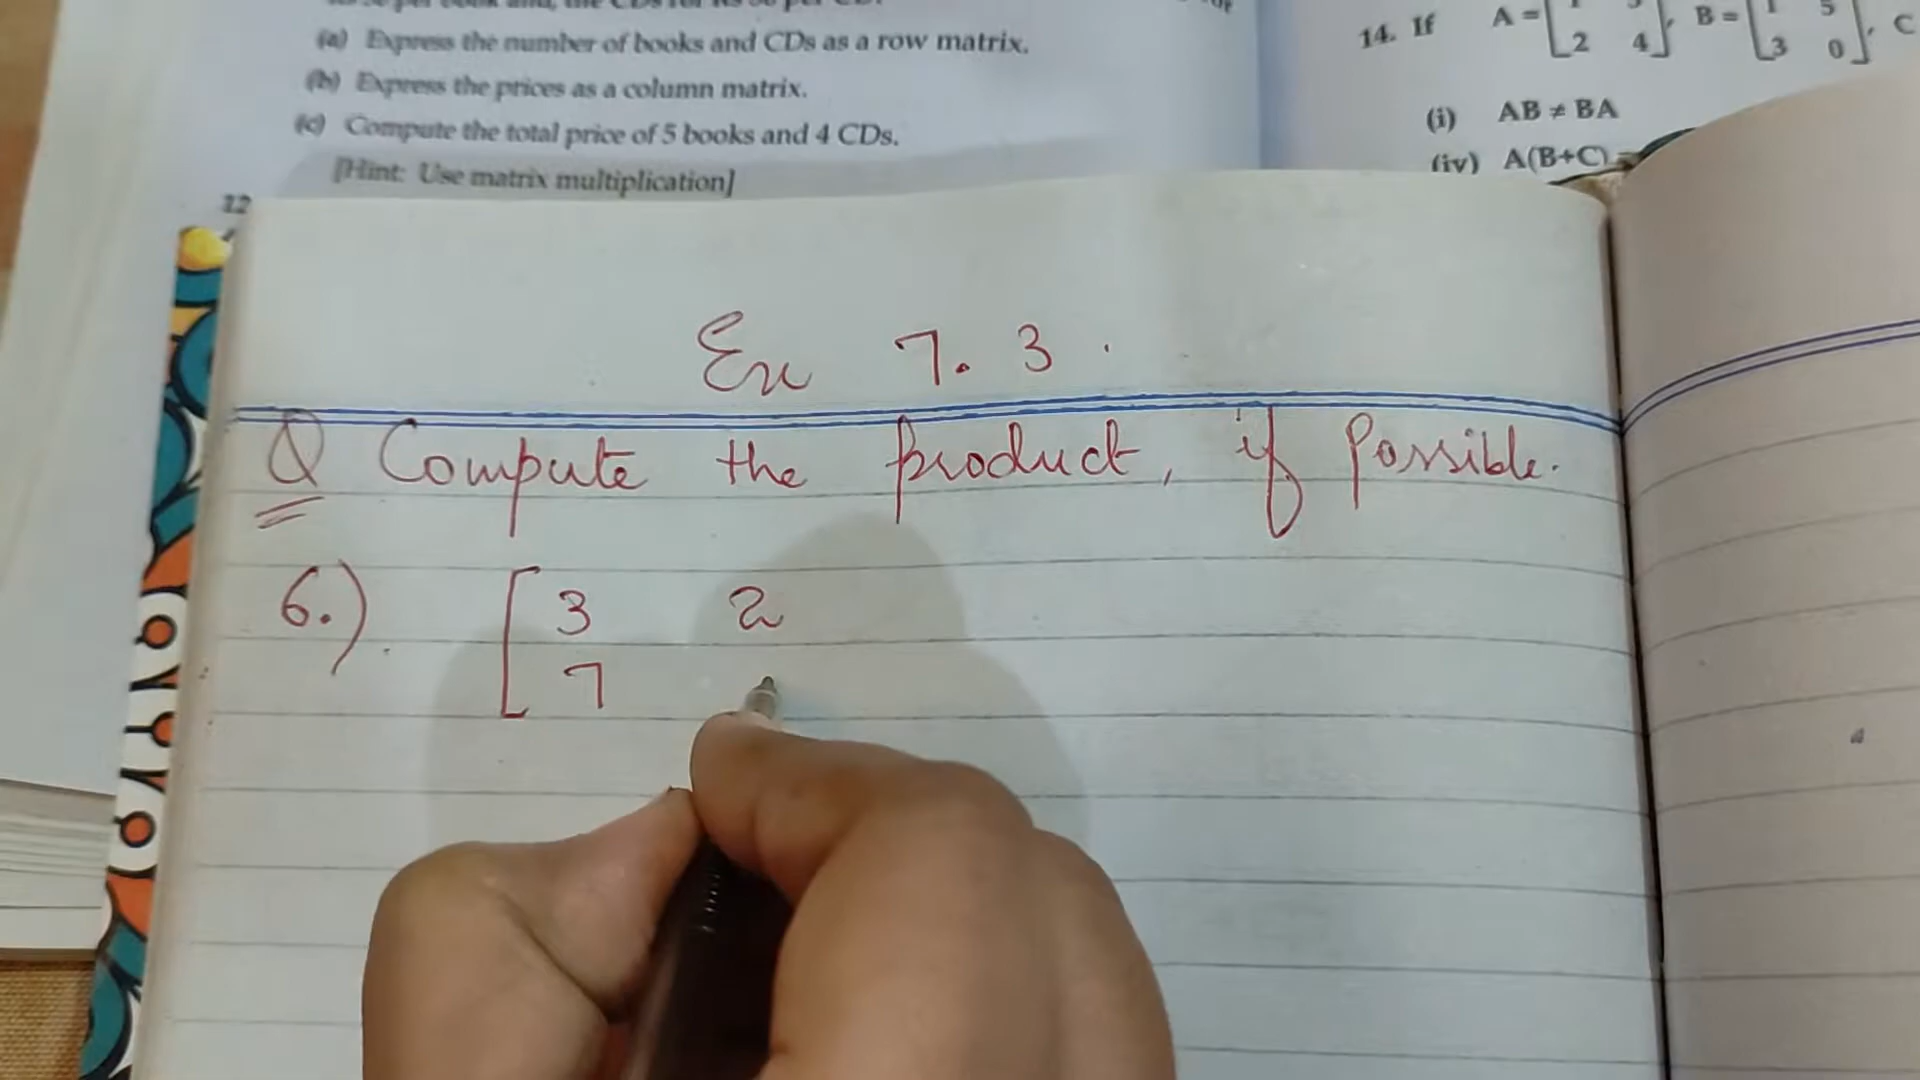 (a) Express the number of books and CDs as a row matrix.
(b) Express the prices as a column matrix.
(c) Compute the total price of 5 books and 4 CDs.
[Hint: Use matrix multiplication]
12
14. If A = [ 2 4 ], B = [ 1 5 3 0 ], C
(i) AB ≠ BA
(iv) A(B+C)
Ex 7.3.
Q Compute the product, if Possible.
6.) [ 3 2
7